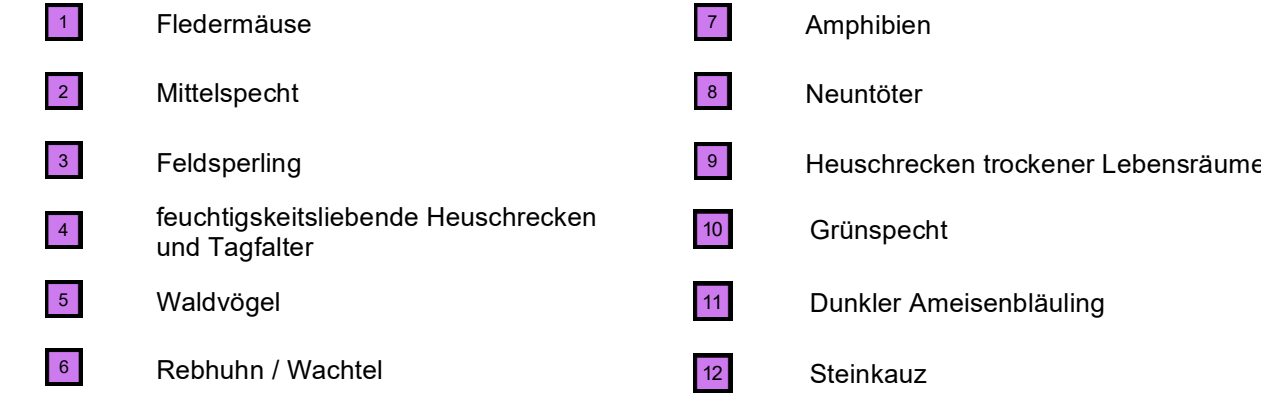 1 Fledermäuse
2 Mittelspecht
3 Feldsperling
4 feuchtigskeitsliebende Heuschrecken
und Tagfalter
5 Waldvögel
6 Rebhuhn / Wachtel
7 Amphibien
8 Neuntöter
9 Heuschrecken trockener Lebensräume
10 Grünspecht
11 Dunkler Ameisenbläuling
12 Steinkauz